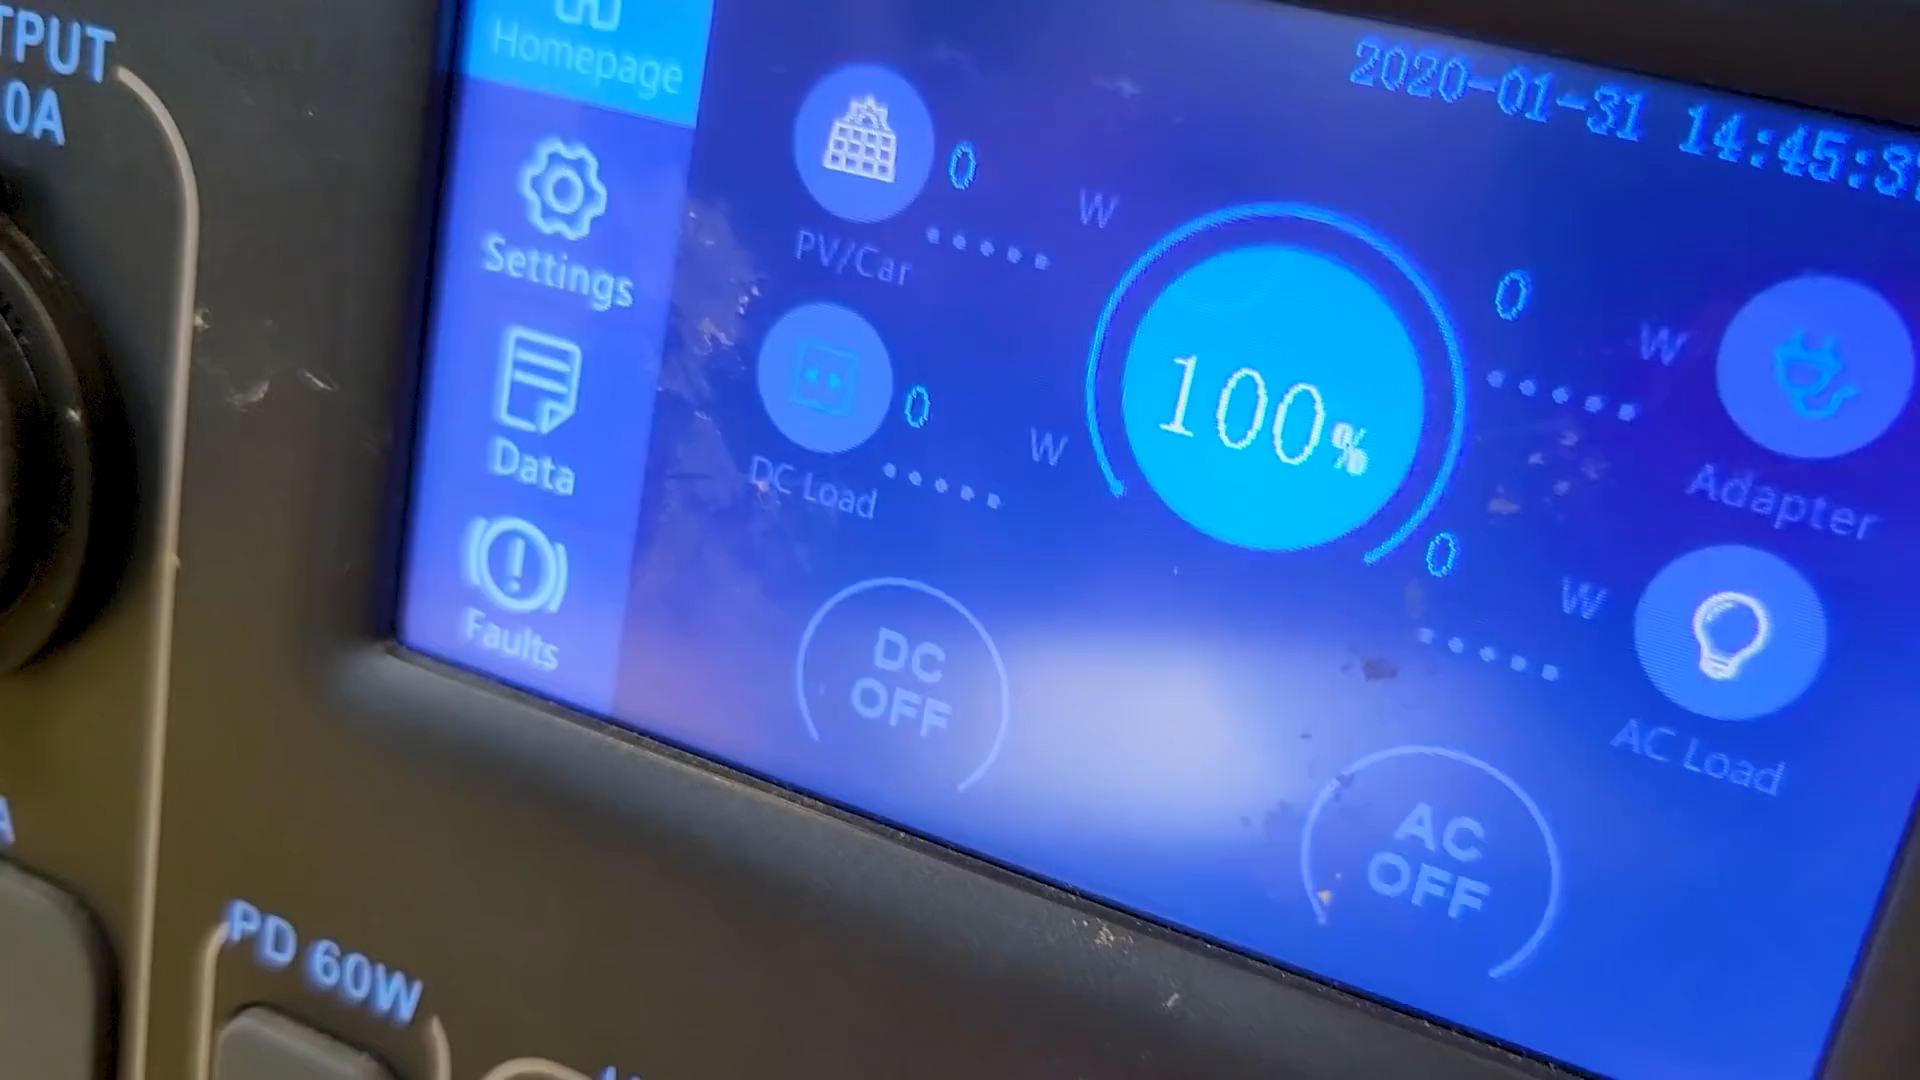 TPUT
0A
Homepage
Settings
Data
Faults
2020-01-31 14:45:3
0 W
PV/Car
0 W
DC Load
100%
0 W
Adapter
0 W
AC Load
DC
OFF
AC
OFF
A
PD 60W